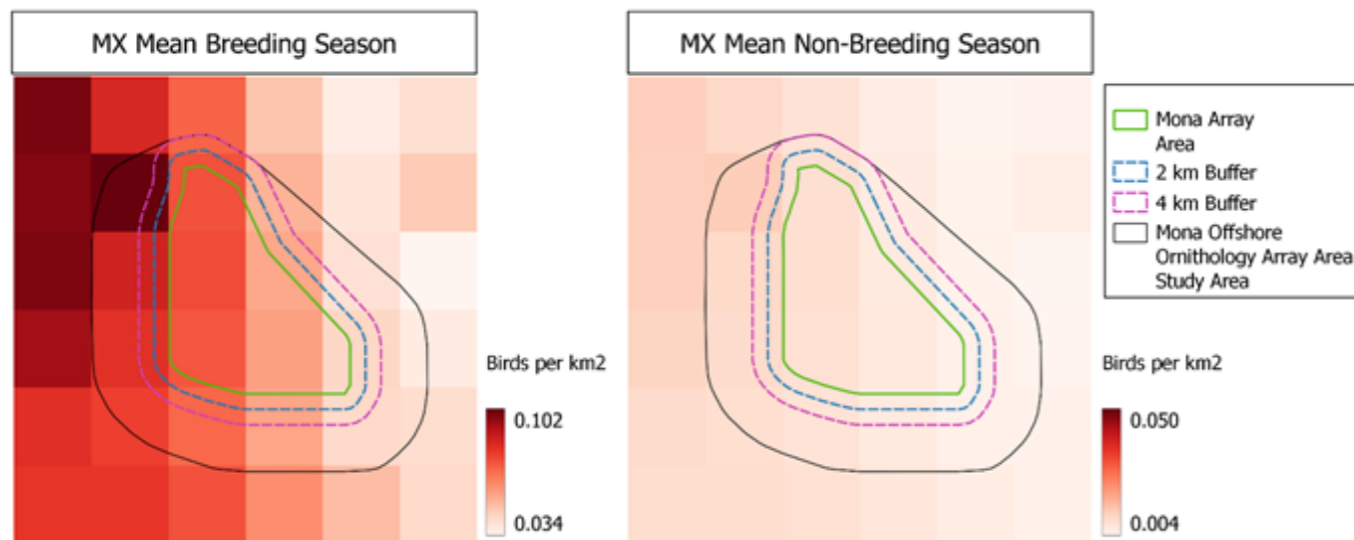 MX Mean Breeding Season
MX Mean Non-Breeding Season
Mona Array
Area
2 km Buffer
4 km Buffer
Mona Offshore
Ornithology Array Area
Study Area
Birds per km2
0.102
0.034
Birds per km2
0.050
0.004